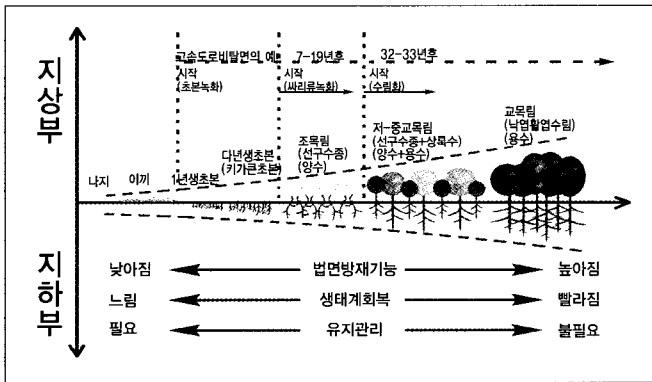 지상부
고속도로비탈면의 예 7-19년후 32-33년후
시작 시작 시작
(초본녹화) (싸리류녹화) (수림화)
교목림
(낙엽활엽수림)
(용수)
저-중교목림
(선구수종+상록수)
(양수+용수)
조목림
(선구수종)
(양수)
다년생초본
(키가큰초본)
나지 이끼 1년생초본
지하부
낮아짐 법면방재기능 높아짐
느림 생태계회복 빨라짐
필요 유지관리 불필요